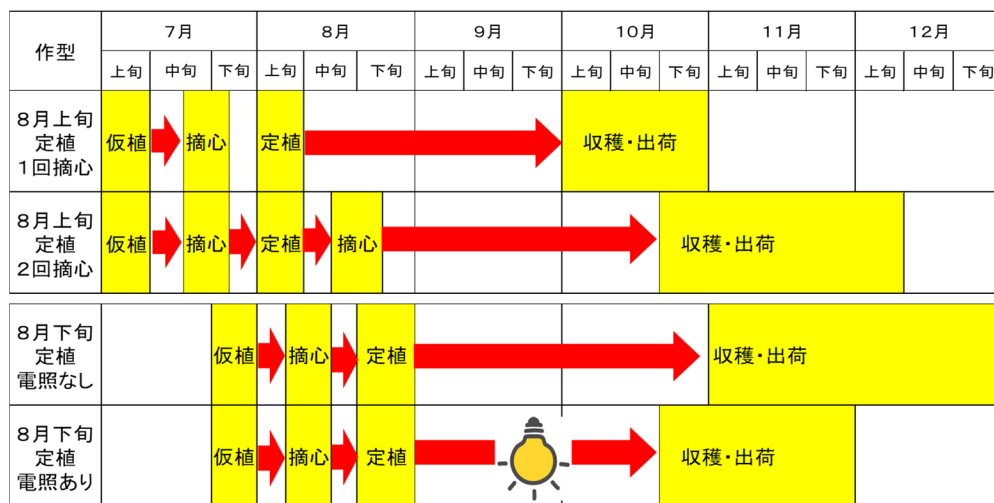 作型
7月 8月 9月 10月 11月 12月
上旬 中旬 下旬 上旬 中旬 下旬 上旬 中旬 下旬 上旬 中旬 下旬 上旬 中旬 下旬 上旬 中旬 下旬
8月上旬
定植
1回摘心
仮植 摘心 定植 収穫・出荷
8月上旬
定植
2回摘心
仮植 摘心 定植 摘心 収穫・出荷
8月下旬
定植
電照なし
仮植 摘心 定植 収穫・出荷
8月下旬
定植
電照あり
仮植 摘心 定植 収穫・出荷